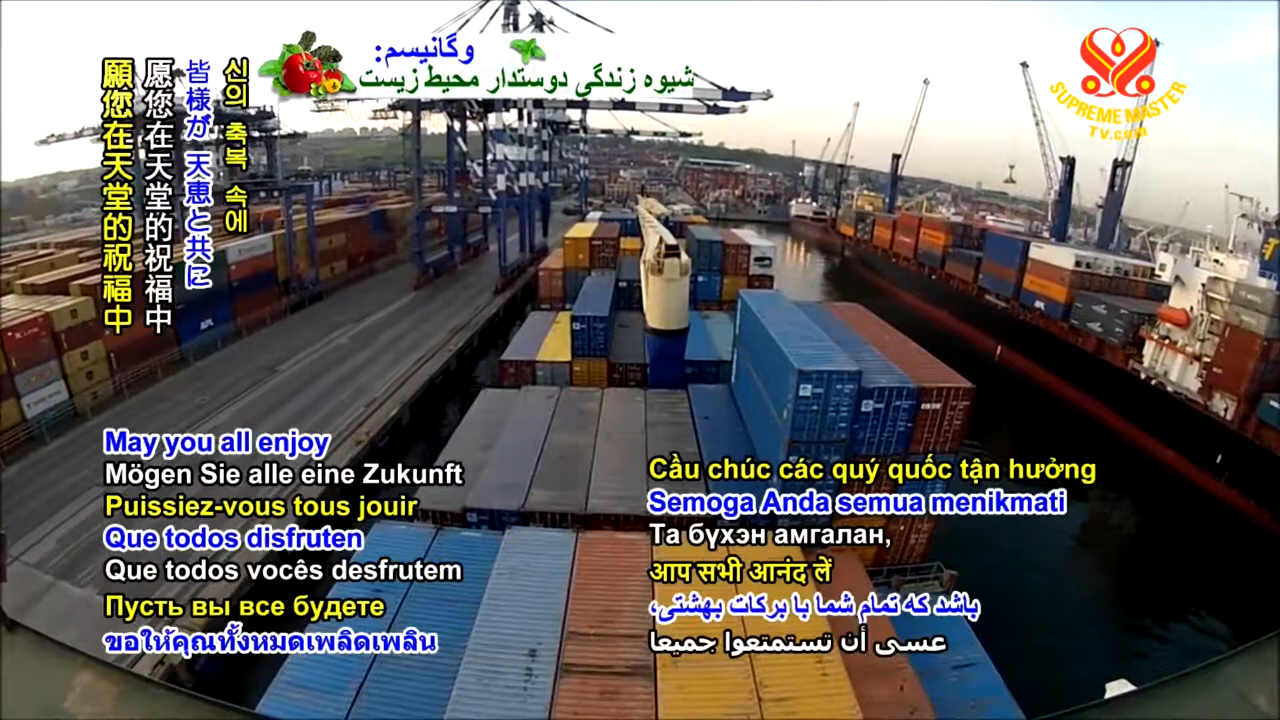 وگانیسم:
شیوه زندگی دوستدار محیط زیست
SUPREME MASTER
TV.com
신의 축복 속에
皆様が 天恵と共に
愿您在天堂的祝福中
願您在天堂的祝福中
May you all enjoy
Mögen Sie alle eine Zukunft
Puissiez-vous tous jouir
Que todos disfruten
Que todos vocês desfrutem
Пусть вы все будете
ขอให้คุณทั้งหมดเพลิดเพลิน
Cầu chúc các quý quốc tận hưởng
Semoga Anda semua menikmati
Та бүхэн амгалан,
आप सभी आनंद लें
باشد که تمام شما با برکات بهشتی،
عسى أن تستمتعوا جميعا